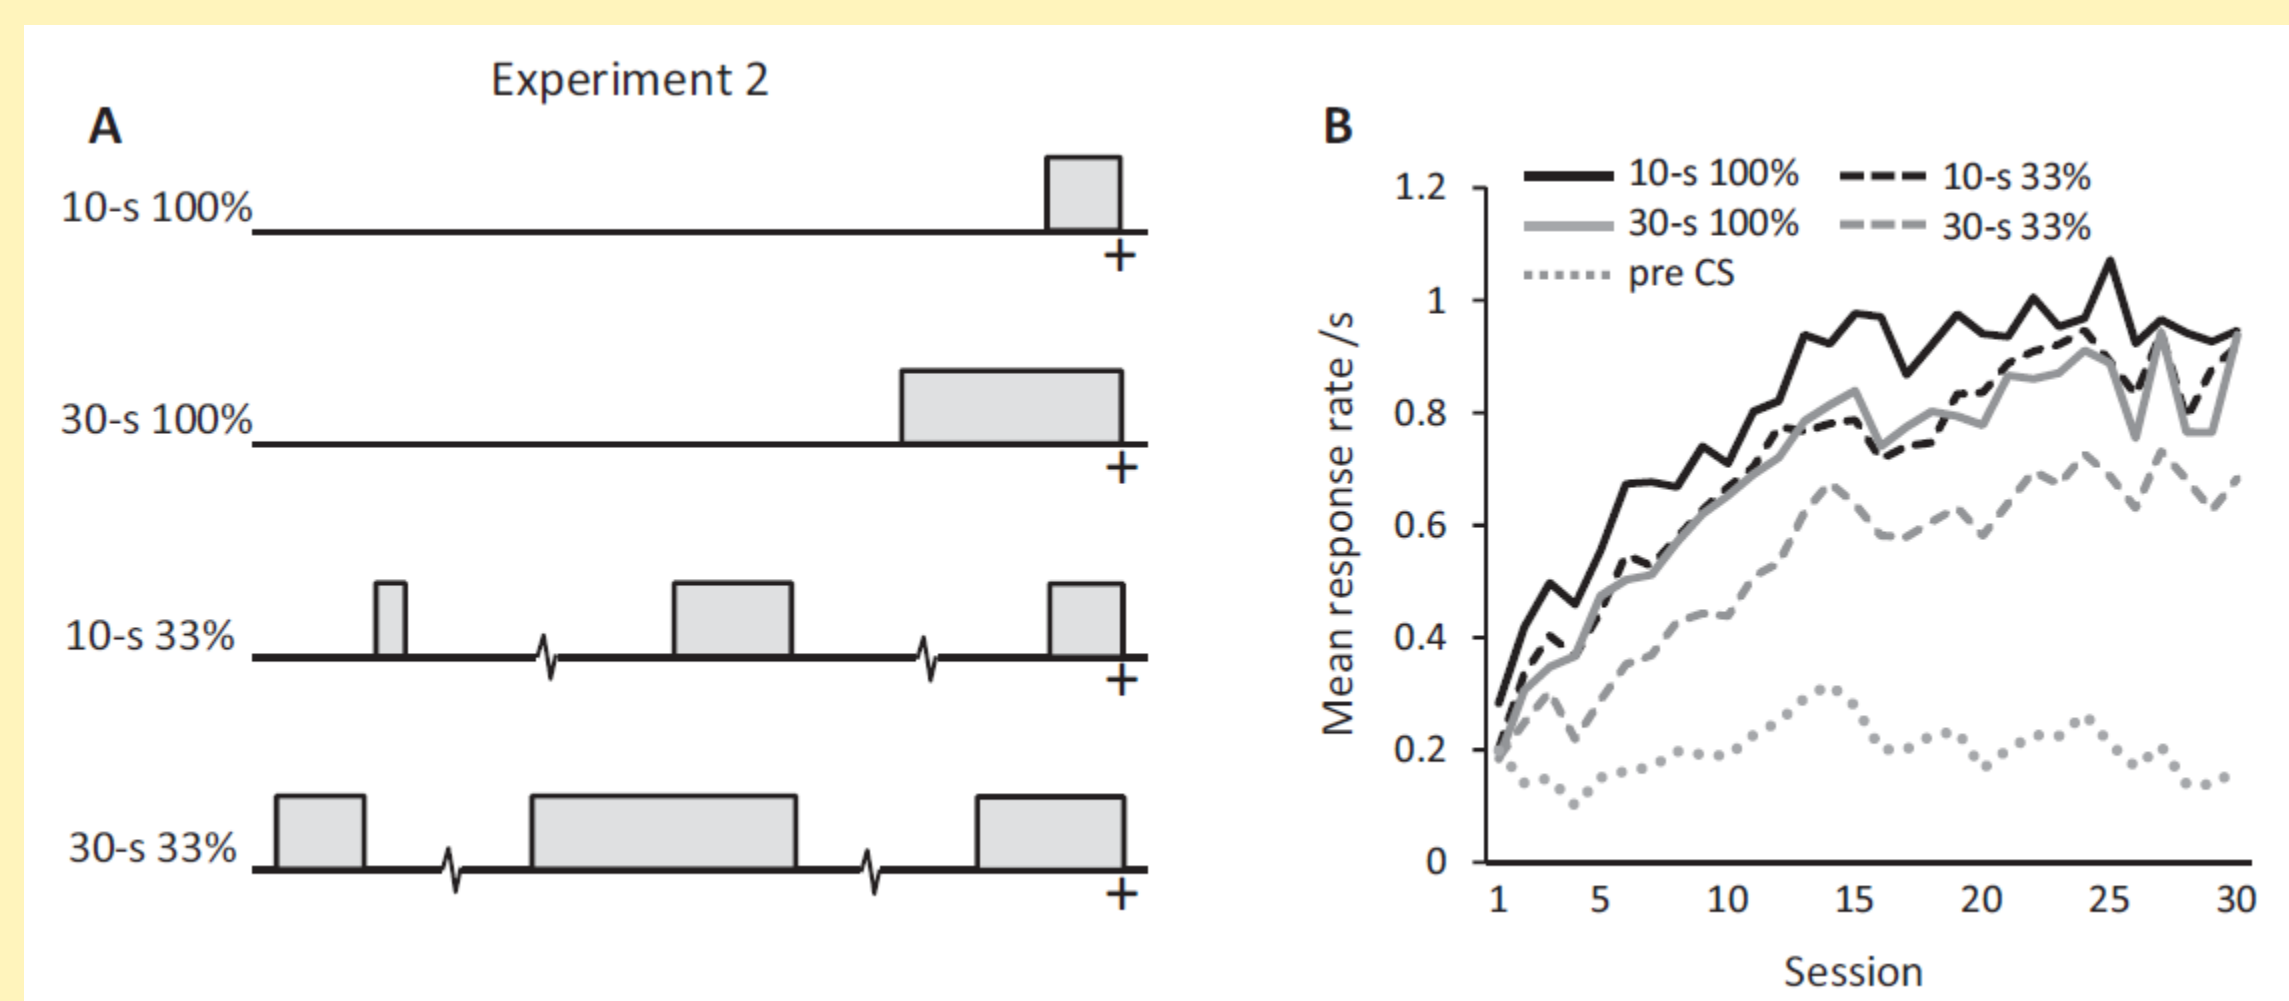 Experiment 2
A
10-s 100%
+
30-s 100%
+
10-s 33%
+
30-s 33%
+
B
10-s 100%
10-s 33%
30-s 100%
30-s 33%
pre CS
Mean response rate /s
1.2
1
0.8
0.6
0.4
0.2
0
1 5 10 15 20 25 30
Session